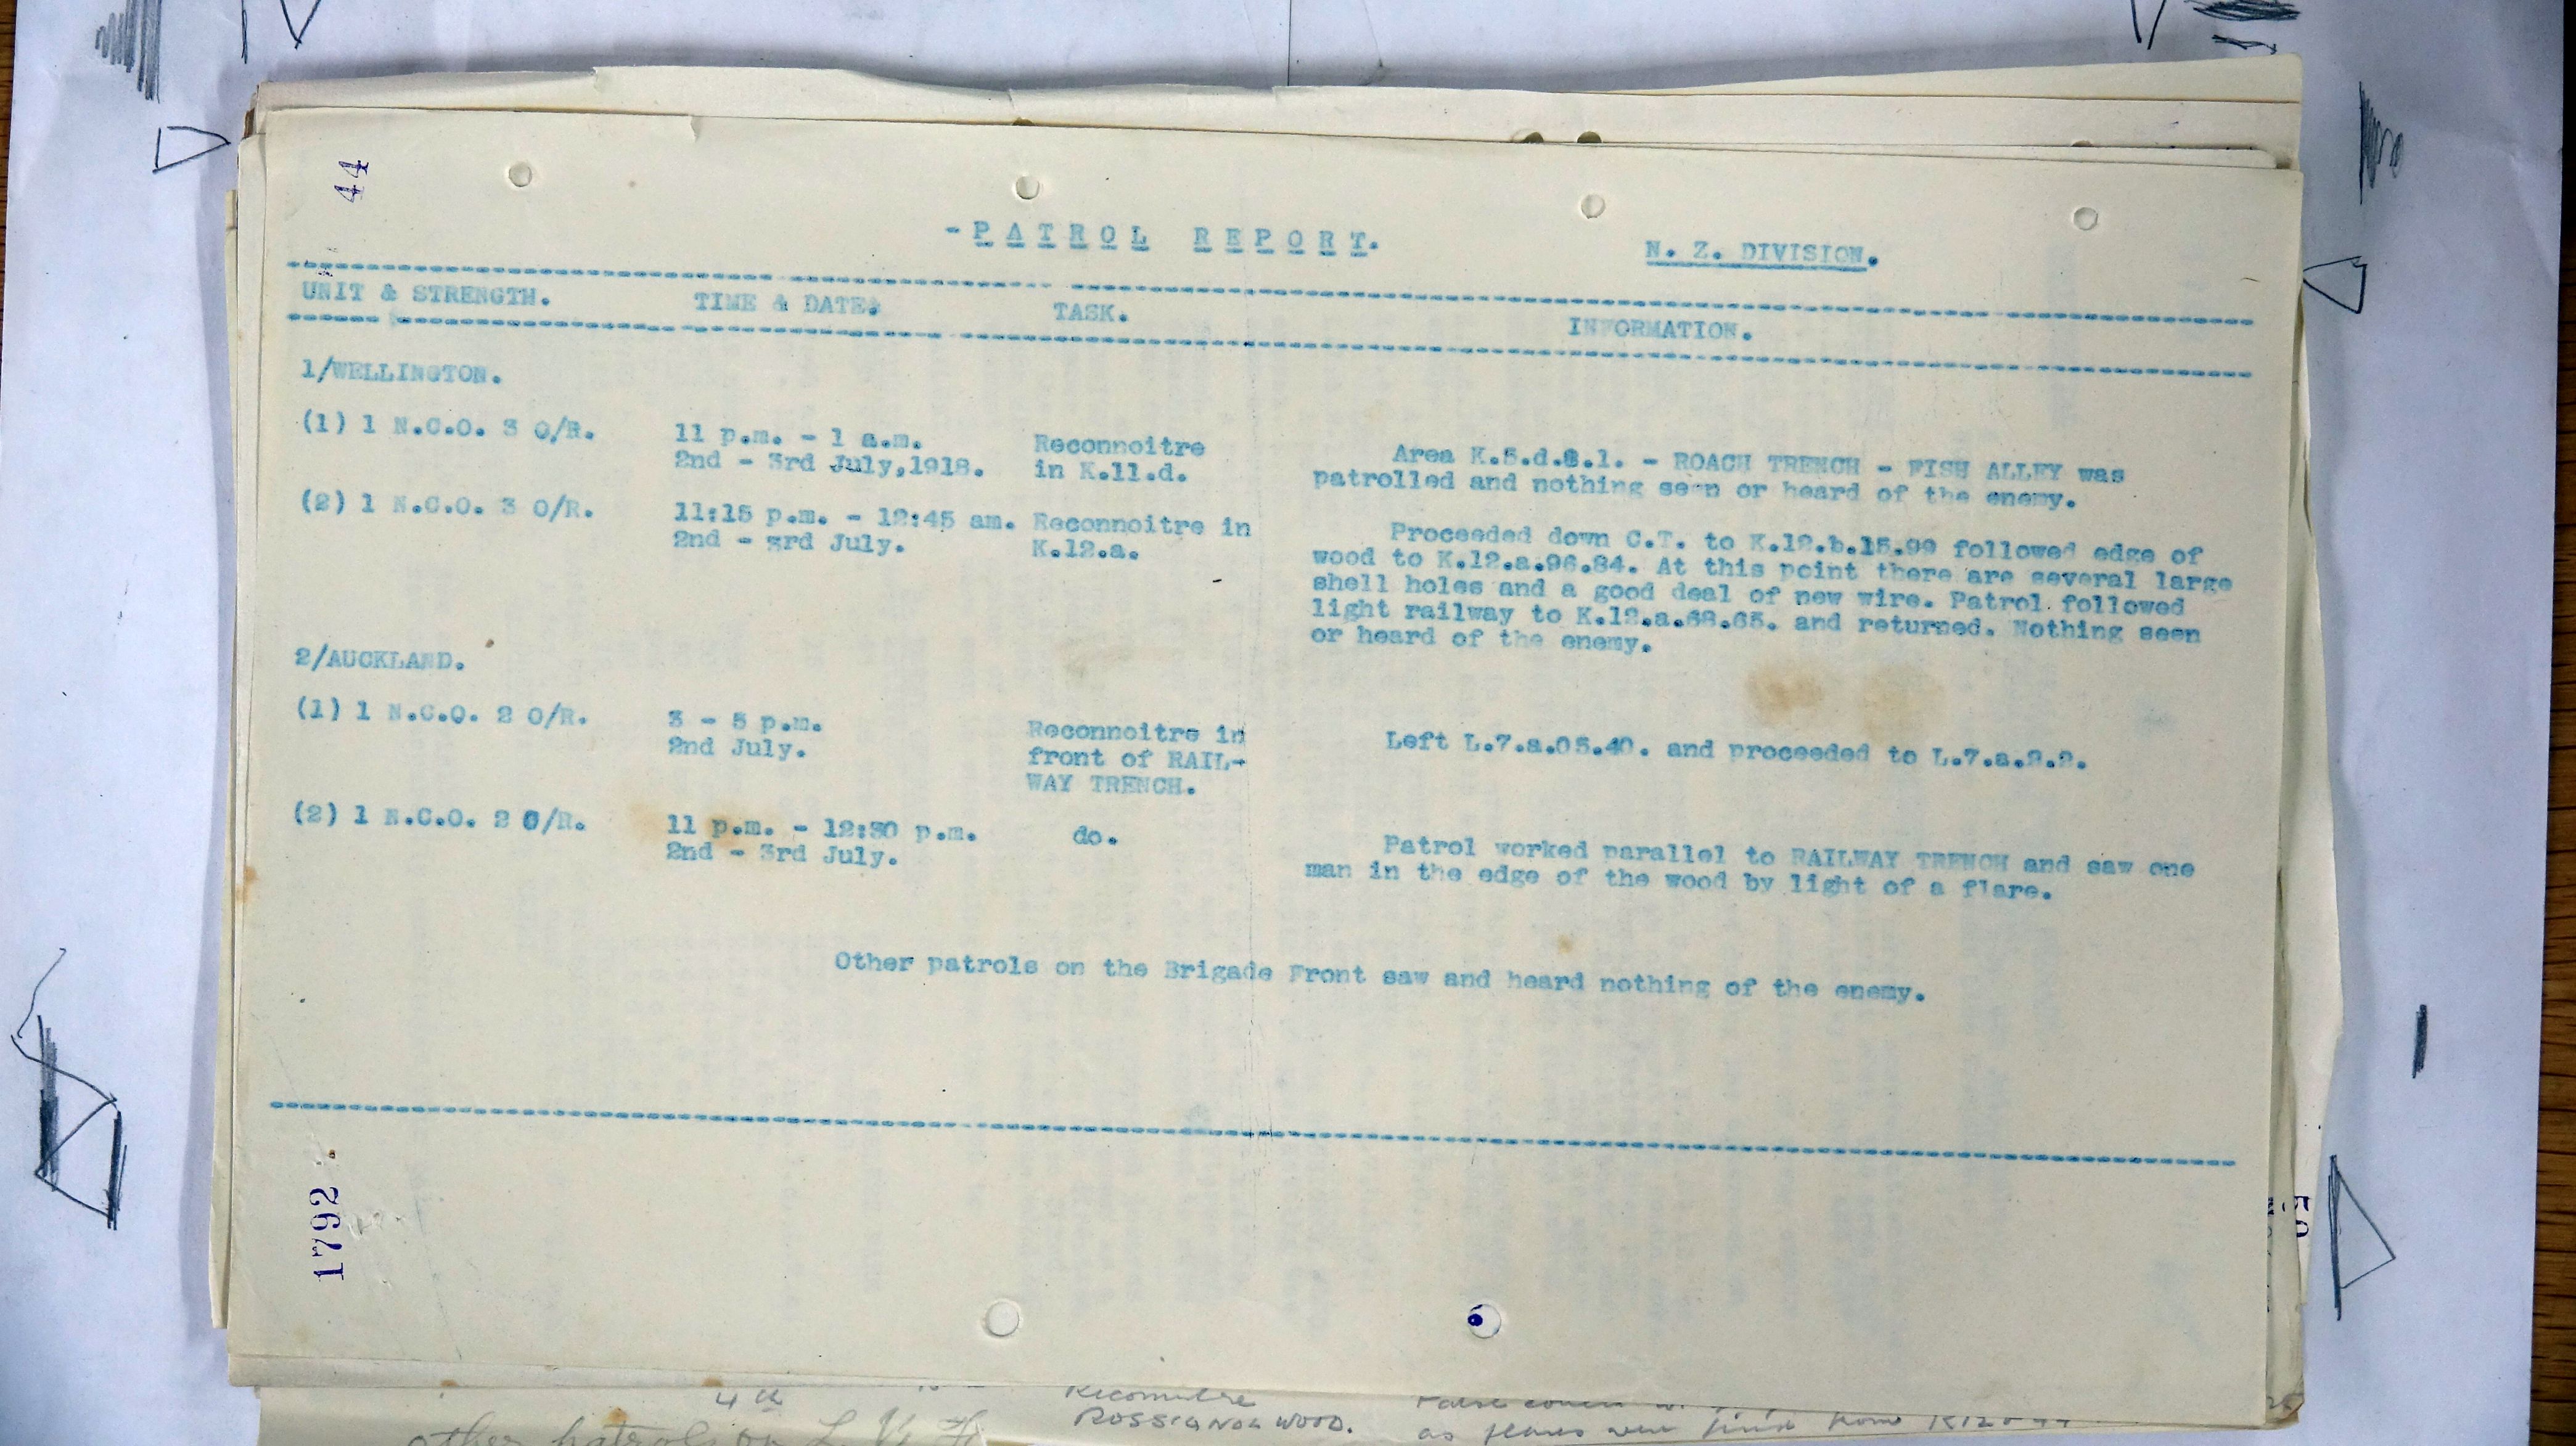 44
-PATROL REPORT.
N. Z. DIVISION.
UNIT & STRENGTH. TIME & DATE. TASK. INFORMATION.
1/WELLINGTON.
(1) 1 N.C.O. 3 O/R.
11 p.m. - 1 a.m.
2nd - 3rd July,1918.
Reconnoitre
in K.11.d.
Area K.5.d.8.1. - ROACH TRENCH - FISH ALLEY was
patrolled and nothing seen or heard of the enemy.
(2) 1 N.C.O. 3 O/R.
11:15 p.m. - 12:45 am.
2nd - 3rd July.
Reconnoitre in
K.12.a.
Proceeded down C.T. to K.12.b.15.99 followed edge of
wood to K.12.a.96.84. At this point there are several large
shell holes and a good deal of new wire. Patrol followed
light railway to K.12.a.68.65. and returned. Nothing seen
or heard of the enemy.
2/AUCKLAND.
(1) 1 N.C.O. 2 O/R.
3 - 5 p.m.
2nd July.
Reconnoitre in
front of RAIL-
WAY TRENCH.
Left L.7.a.05.40. and proceeded to L.7.a.2.2.
(2) 1 N.C.O. 2 O/R.
11 p.m. - 12:30 p.m.
2nd - 3rd July.
do.
Patrol worked parallel to RAILWAY TRENCH and saw one
man in the edge of the wood by light of a flare.
Other patrols on the Brigade Front saw and heard nothing of the enemy.
1792
4th
Reconnoitre
ROSSIGNOL WOOD.
as flares were
other patrols on